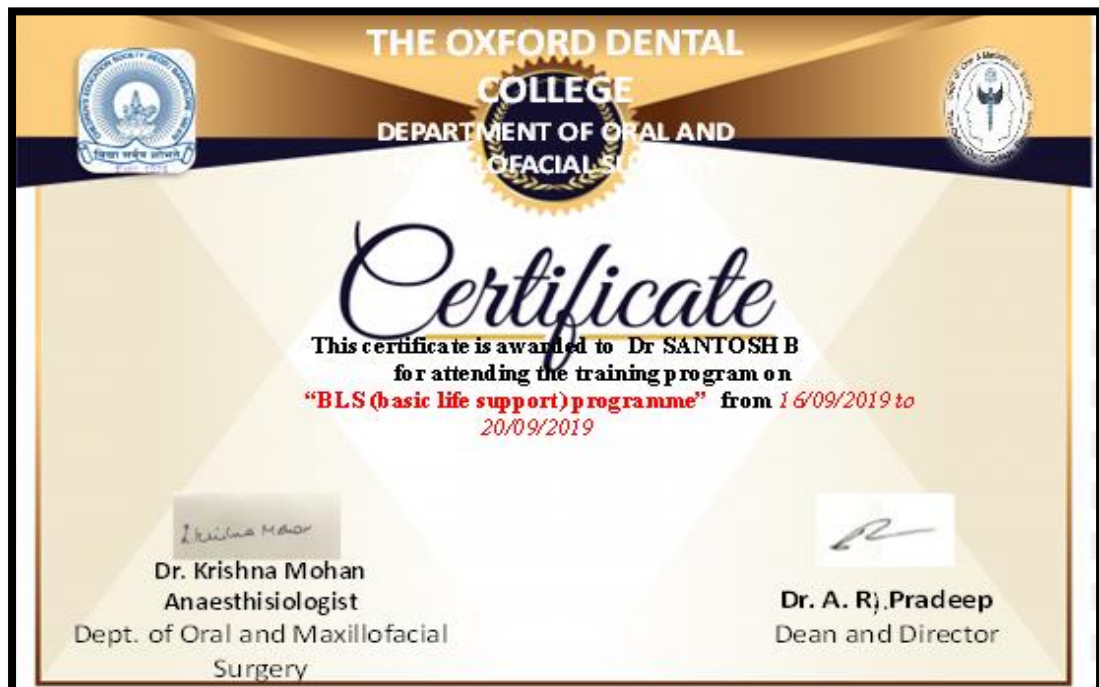 THE OXFORD DENTAL
COLLEGE
DEPARTMENT OF ORAL AND
MAXILLOFACIAL SURGERY
Certificate
This certificate is awarded to Dr SANTOSH B
for attending the training program on
“BLS (basic life support) programme” from 16/09/2019 to
20/09/2019
Dr. Krishna Mohan
Anaesthisiologist
Dept. of Oral and Maxillofacial
Surgery
Dr. A. R).Pradeep
Dean and Director